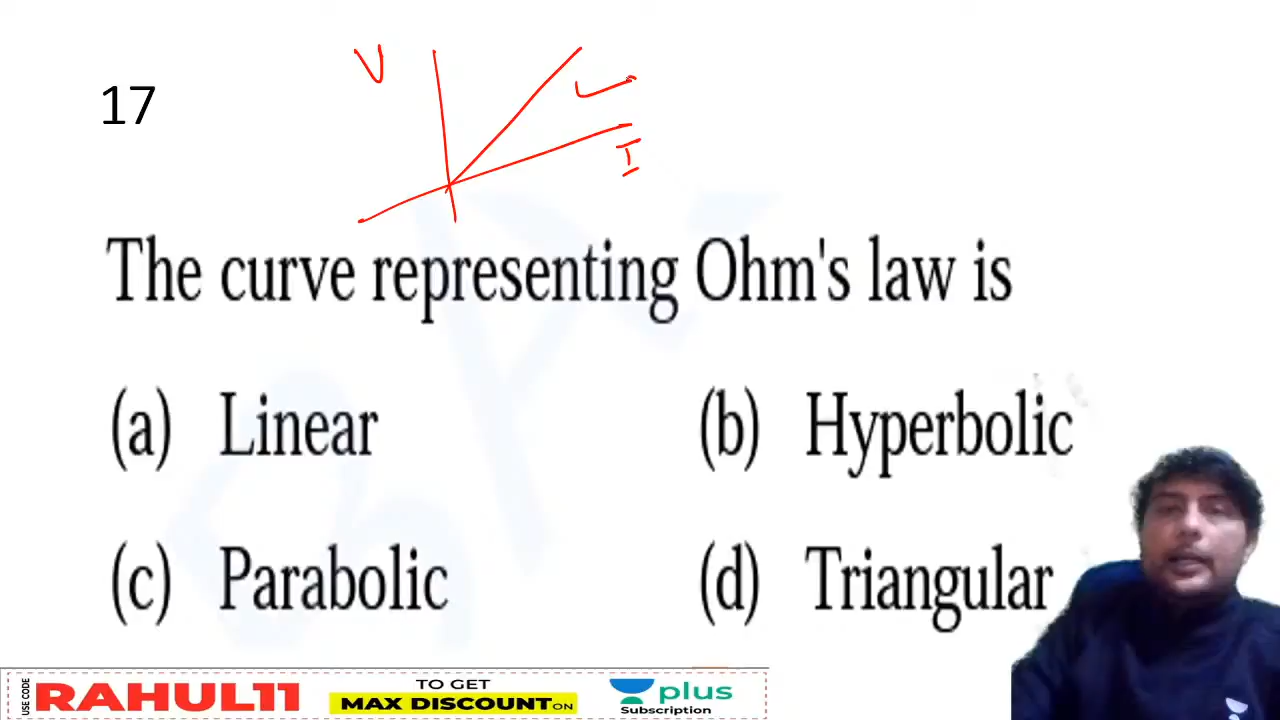 V
17
I
The curve representing Ohm's law is
(a) Linear (b) Hyperbolic
(c) Parabolic (d) Triangular
USE CODE
RAHUL11
TO GET
MAX DISCOUNT ON
plus
Subscription